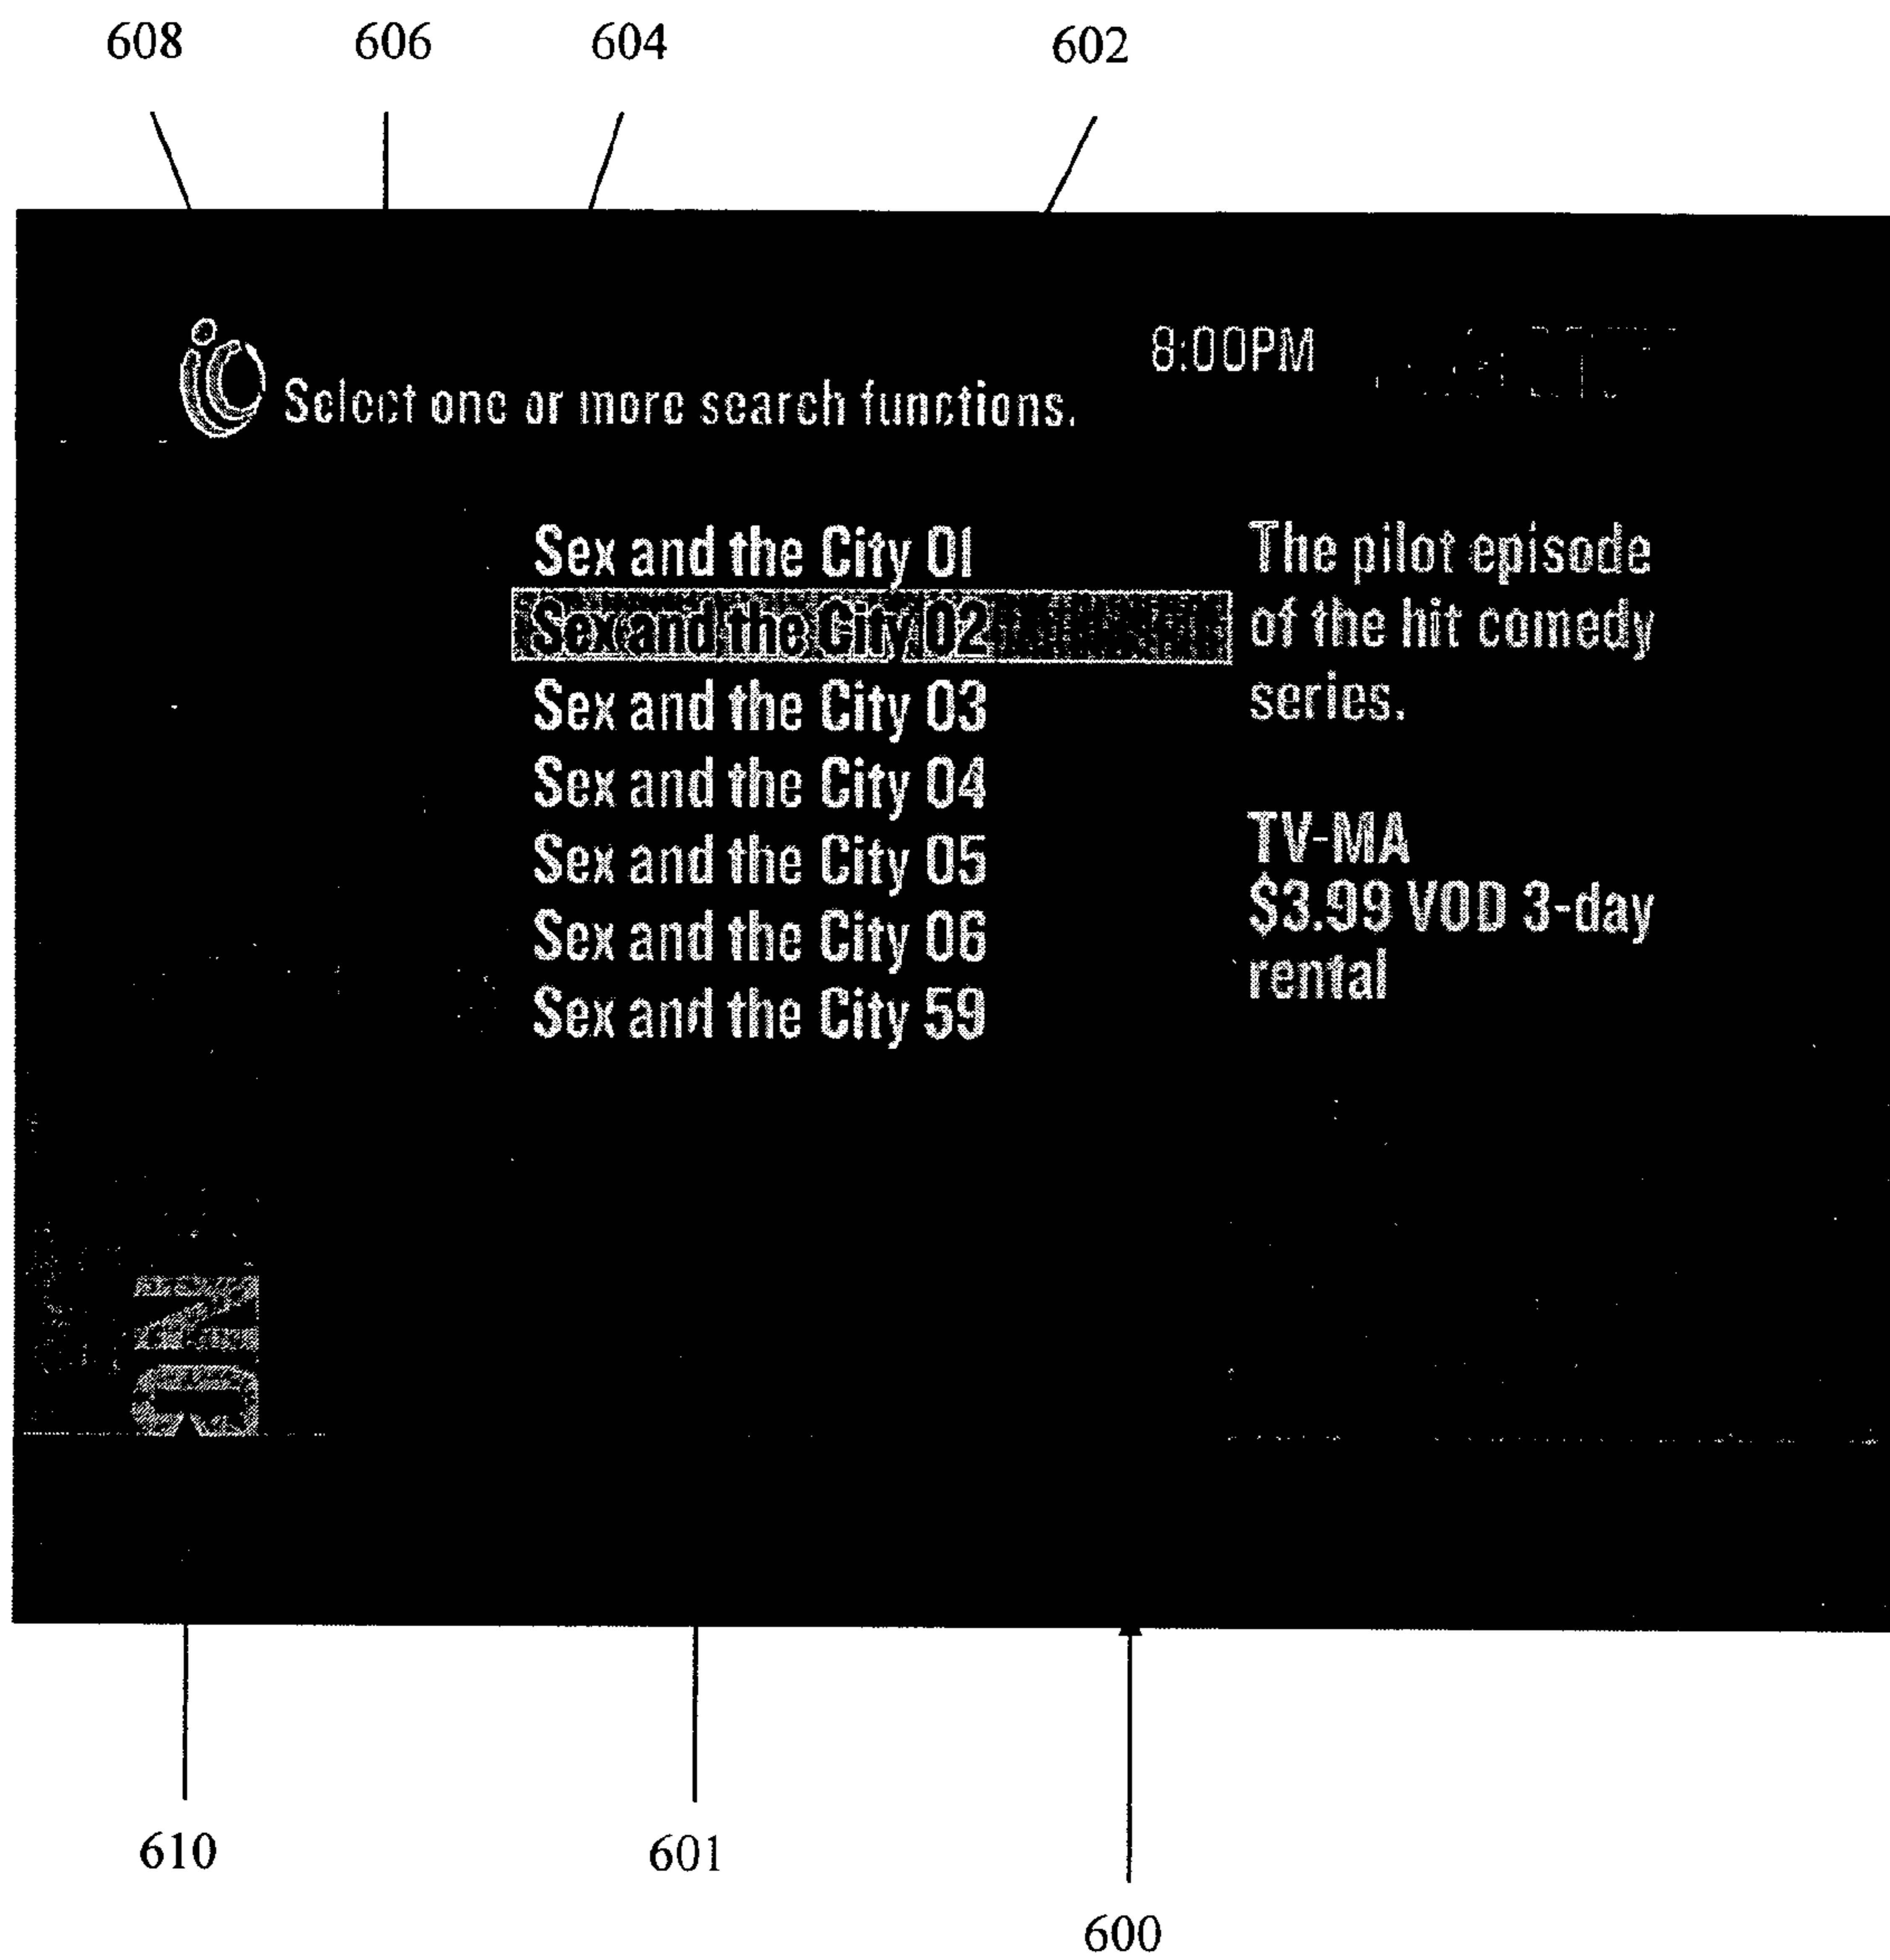 608 606 604 602
8:00PM
Select one or more search functions.
Sex and the City 01
Sex and the City 02
Sex and the City 03
Sex and the City 04
Sex and the City 05
Sex and the City 06
Sex and the City 59
The pilot episode
of the hit comedy
series.
TV-MA
$3.99 VOD 3-day
rental
610 601
600